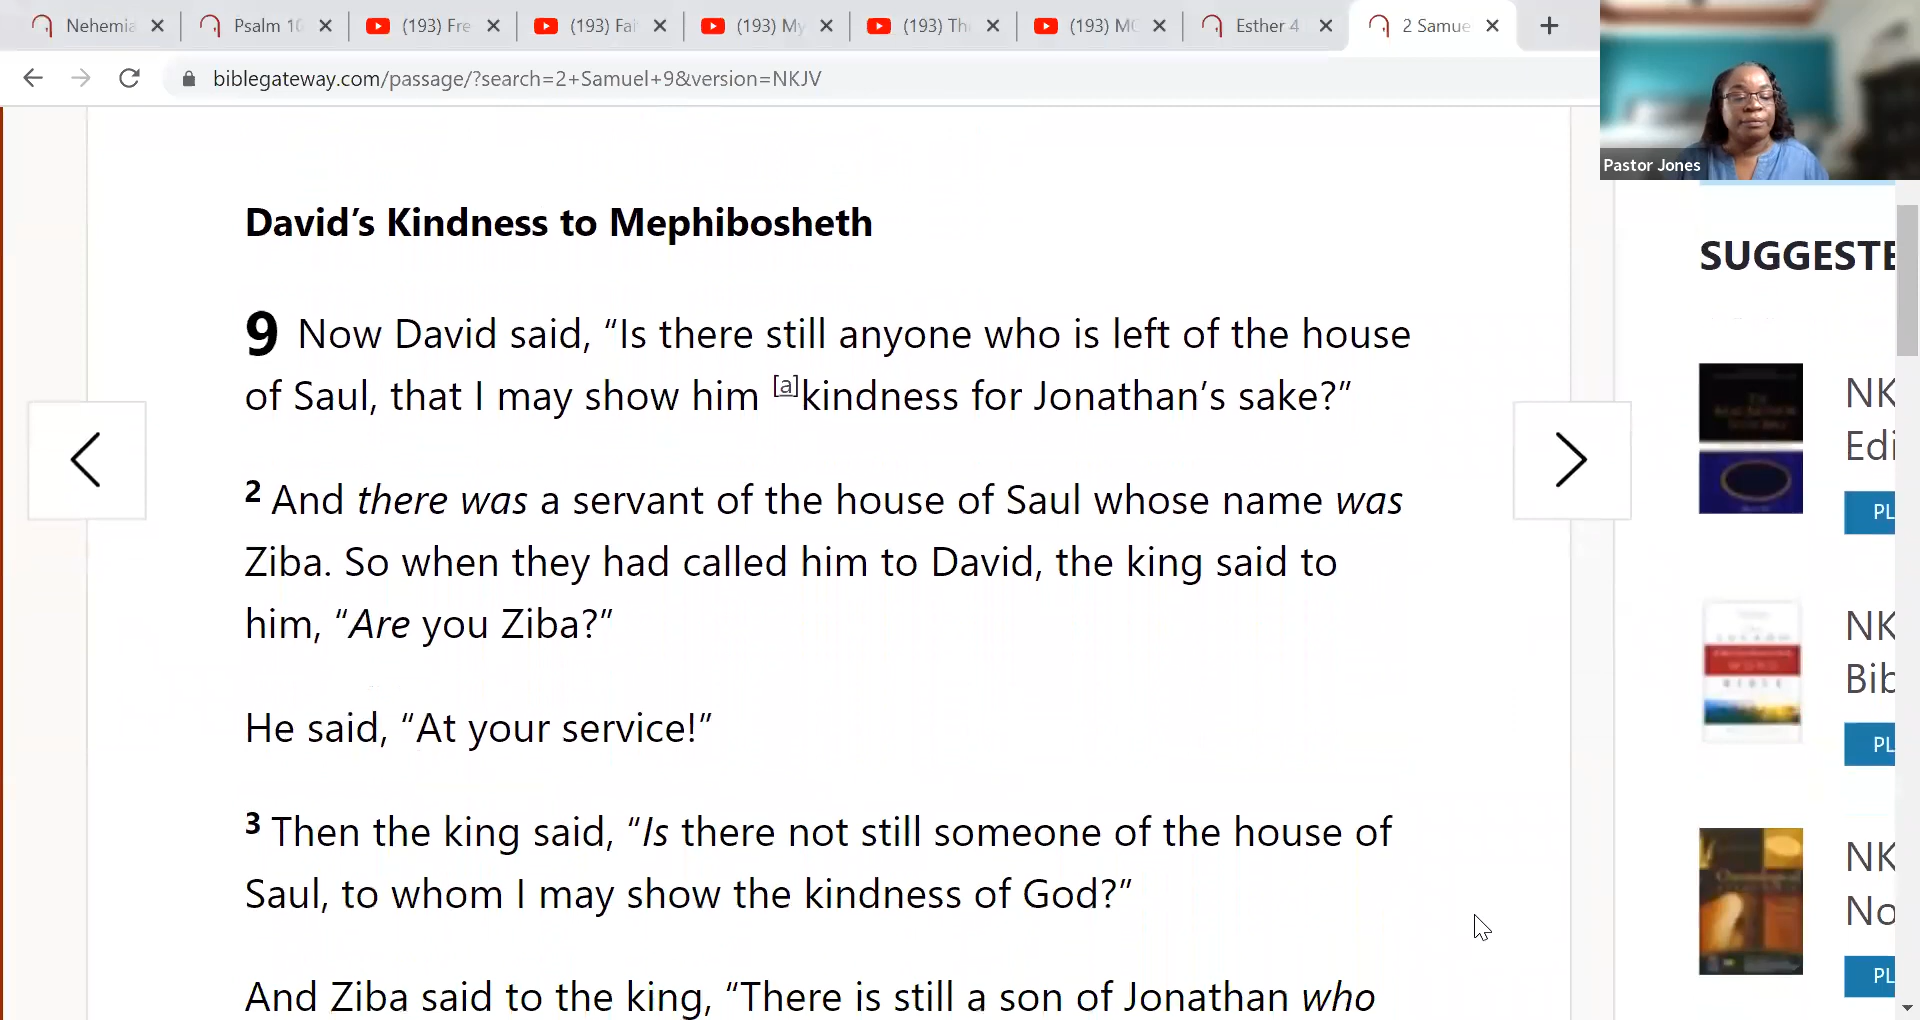 Nehemia
Psalm 10
(193) Fre
(193) Fai
(193) My
(193) Th
(193) MC
Esther 4
2 Samue
biblegateway.com/passage/?search=2+Samuel+9&version=NKJV
Pastor Jones
David’s Kindness to Mephibosheth
9 Now David said, “Is there still anyone who is left of the house
of Saul, that I may show him [a]kindness for Jonathan’s sake?”
2 And there was a servant of the house of Saul whose name was
Ziba. So when they had called him to David, the king said to
him, “Are you Ziba?”
He said, “At your service!”
3 Then the king said, “Is there not still someone of the house of
Saul, to whom I may show the kindness of God?”
And Ziba said to the king, “There is still a son of Jonathan who
SUGGESTE
NK
Edi
PL
NK
Bib
PL
NK
No
PL